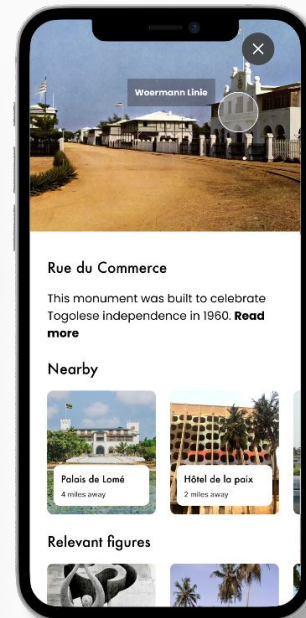 Woermann Linie
Rue du Commerce
This monument was built to celebrate
Togolese independence in 1960. Read
more
Nearby
Palais de Lomé
4 miles away
Hôtel de la paix
2 miles away
Relevant figures